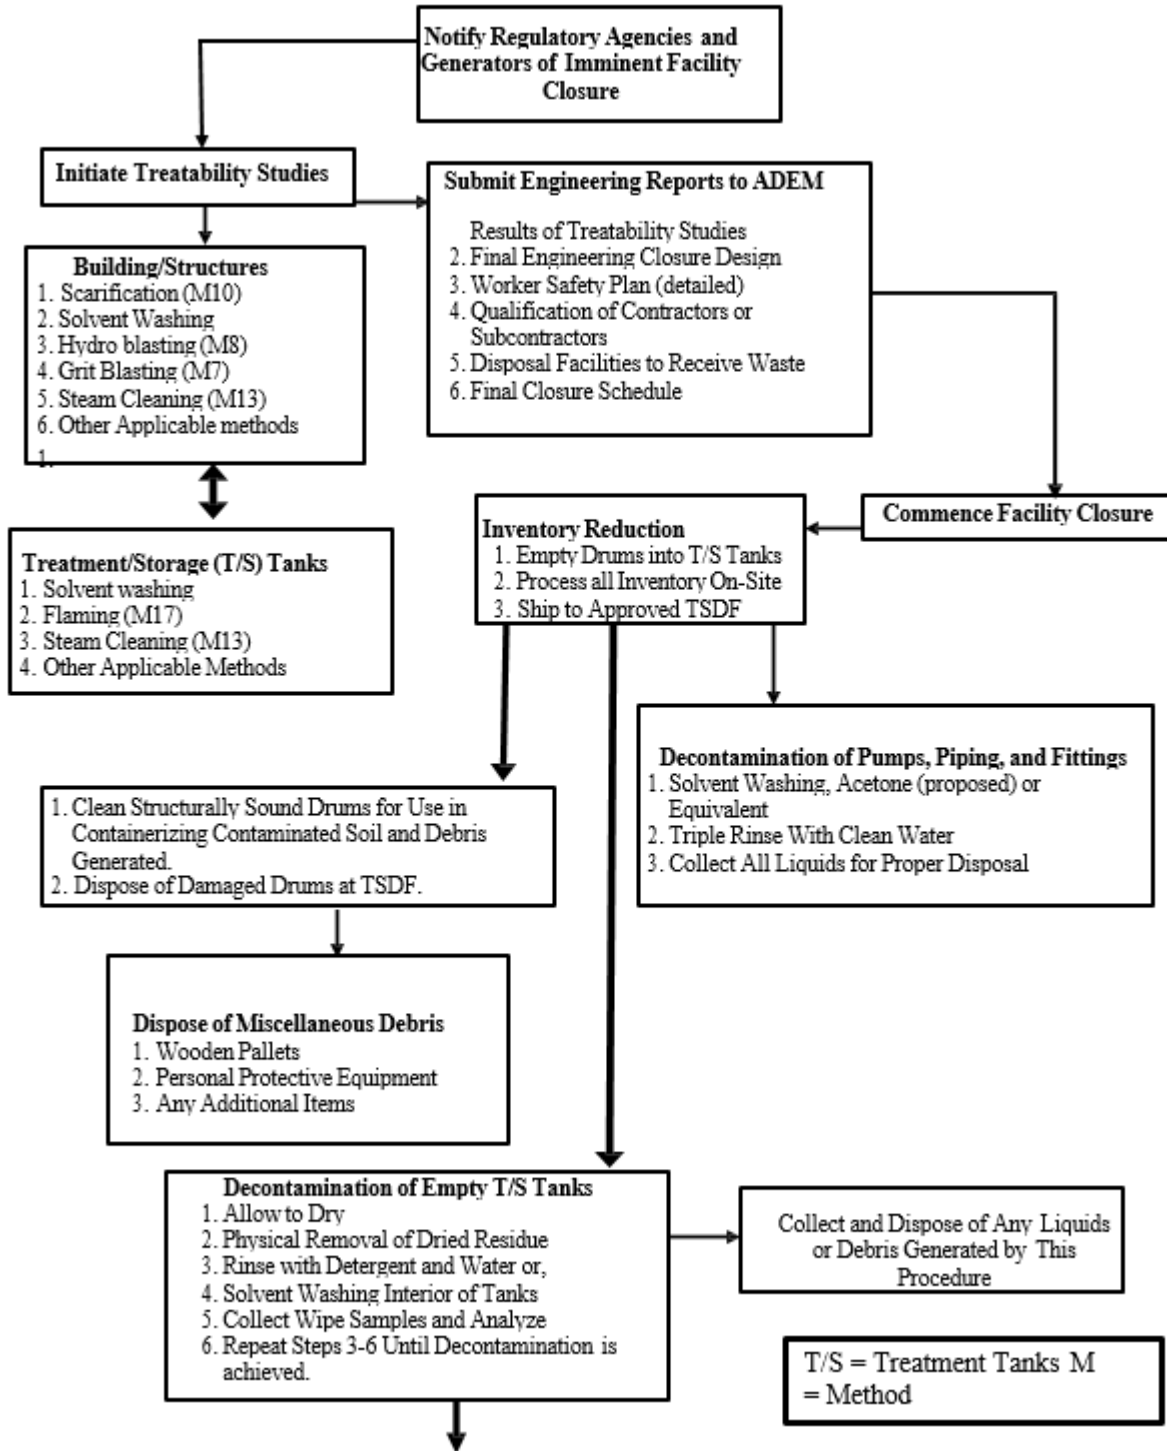 Notify Regulatory Agencies and
Generators of Imminent Facility
Closure
Initiate Treatability Studies
Submit Engineering Reports to ADEM
Results of Treatability Studies
2. Final Engineering Closure Design
3. Worker Safety Plan (detailed)
4. Qualification of Contractors or
Subcontractors
5. Disposal Facilities to Receive Waste
6. Final Closure Schedule
Building/Structures
1. Scarification (M10)
2. Solvent Washing
3. Hydro blasting (M8)
4. Grit Blasting (M7)
5. Steam Cleaning (M13)
6. Other Applicable methods
1.
Commence Facility Closure
Inventory Reduction
1. Empty Drums into T/S Tanks
2. Process all Inventory On-Site
3. Ship to Approved TSDF
Treatment/Storage (T/S) Tanks
1. Solvent washing
2. Flaming (M17)
3. Steam Cleaning (M13)
4. Other Applicable Methods
Decontamination of Pumps, Piping, and Fittings
1. Solvent Washing, Acetone (proposed) or
Equivalent
2. Triple Rinse With Clean Water
3. Collect All Liquids for Proper Disposal
1. Clean Structurally Sound Drums for Use in
Containerizing Contaminated Soil and Debris
Generated.
2. Dispose of Damaged Drums at TSDF.
Dispose of Miscellaneous Debris
1. Wooden Pallets
2. Personal Protective Equipment
3. Any Additional Items
Decontamination of Empty T/S Tanks
1. Allow to Dry
2. Physical Removal of Dried Residue
3. Rinse with Detergent and Water or,
4. Solvent Washing Interior of Tanks
5. Collect Wipe Samples and Analyze
6. Repeat Steps 3-6 Until Decontamination is
achieved.
Collect and Dispose of Any Liquids
or Debris Generated by This
Procedure
T/S = Treatment Tanks M
= Method